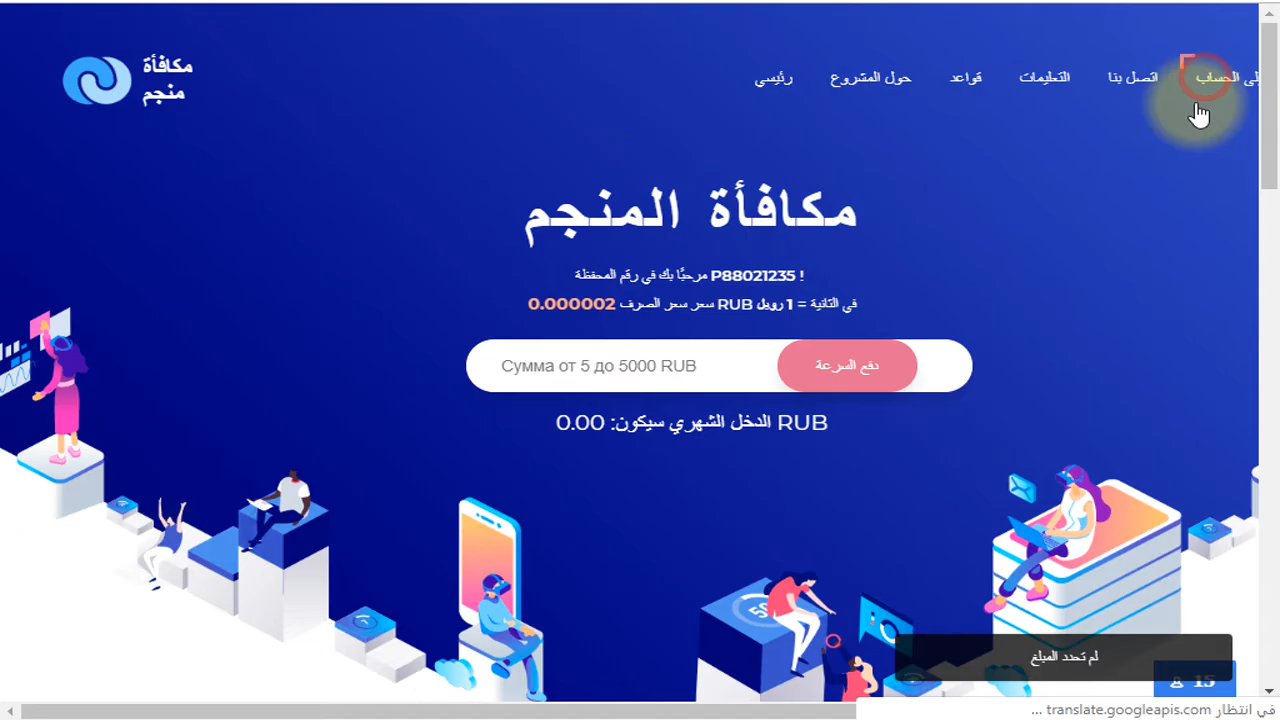 مكافأة
منجم
رئيسي
حول المشروع
قواعد
التعليمات
اتصل بنا
لى الحساب
مكافأة المنجم
مرحبًا بك في رقم المحفظة P88021235 !
0.000002 سعر سعر الصرف RUB في الثانية = 1 روبل
Сумма от 5 до 5000 RUB
دفع السرعة
RUB الدخل الشهري سيكون: 0.00
50
لم تحدد المبلغ
15
في انتظار translate.googleapis.com ...